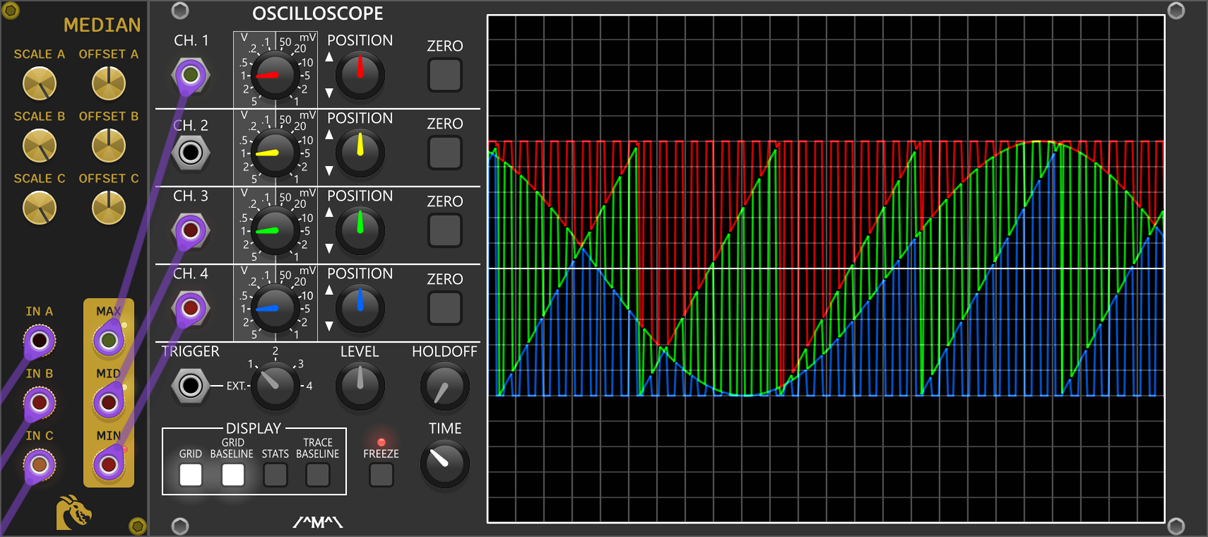 MEDIAN
SCALE A OFFSET A
SCALE B OFFSET B
SCALE C OFFSET C
IN A MAX
IN B MID
IN C MIN
OSCILLOSCOPE
CH. 1
V .1 50 mV
.2 20
.5 10
1 5
2 2
5 1
POSITION
ZERO
CH. 2
V .1 50 mV
.2 20
.5 10
1 5
2 2
5 1
POSITION
ZERO
CH. 3
V .1 50 mV
.2 20
.5 10
1 5
2 2
5 1
POSITION
ZERO
CH. 4
V .1 50 mV
.2 20
.5 10
1 5
2 2
5 1
POSITION
ZERO
TRIGGER
2
1 3
EXT. 4
LEVEL
HOLDOFF
DISPLAY
GRID
GRID
BASELINE
STATS
TRACE
BASELINE
FREEZE
TIME